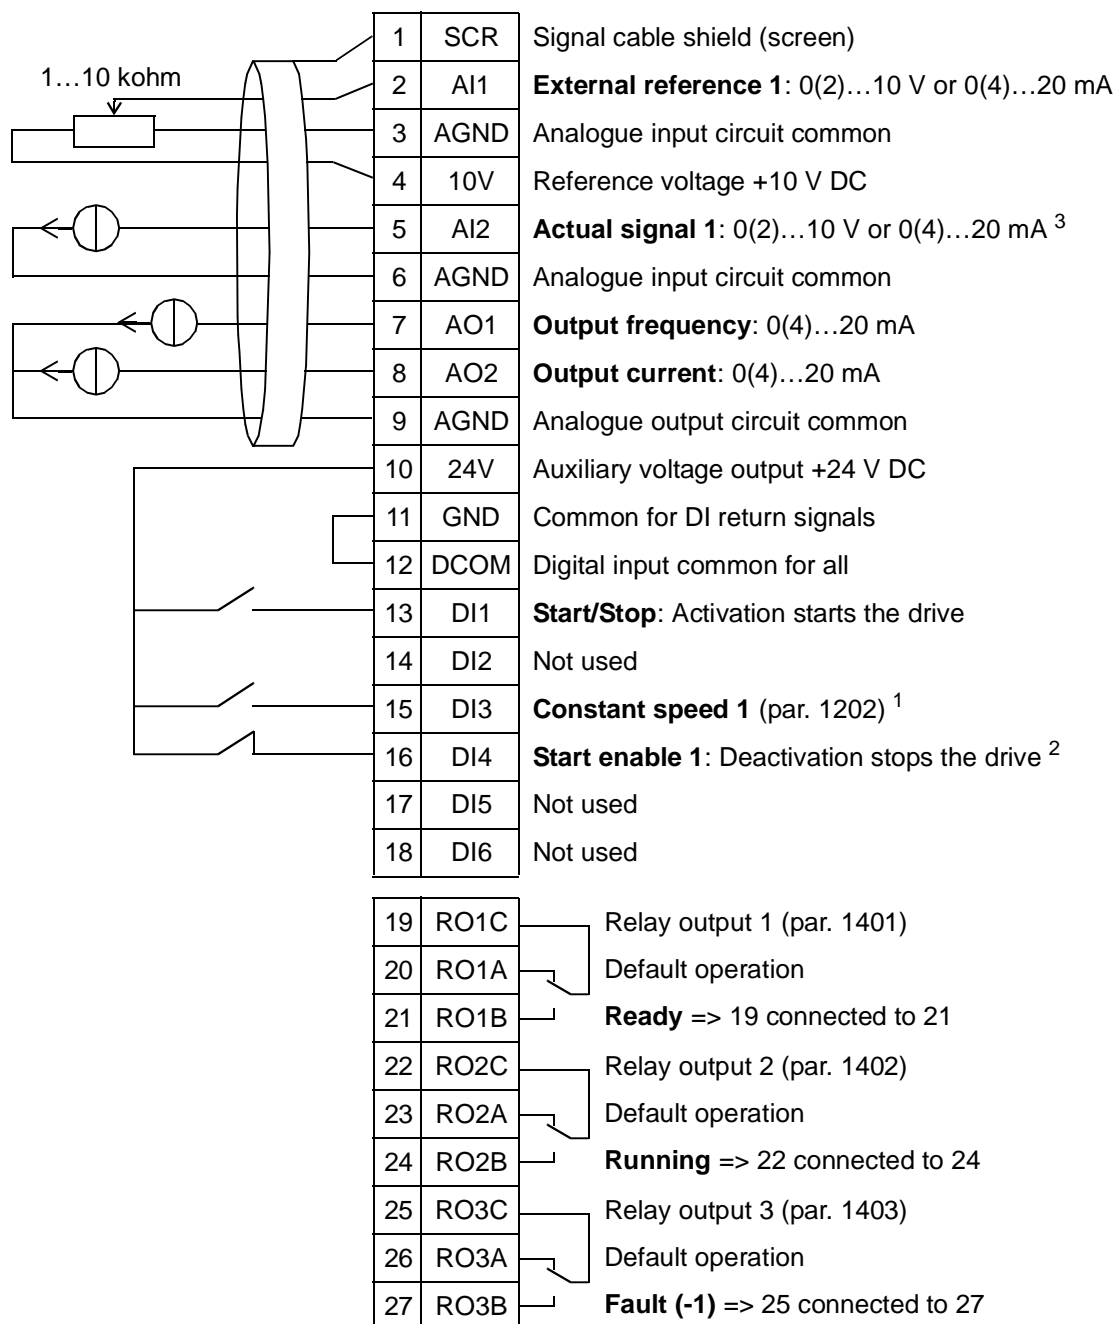 1…10 kohm
1 SCR Signal cable shield (screen)
2 AI1 External reference 1: 0(2)…10 V or 0(4)…20 mA
3 AGND Analogue input circuit common
4 10V Reference voltage +10 V DC
5 AI2 Actual signal 1: 0(2)…10 V or 0(4)…20 mA 3
6 AGND Analogue input circuit common
7 AO1 Output frequency: 0(4)…20 mA
8 AO2 Output current: 0(4)…20 mA
9 AGND Analogue output circuit common
10 24V Auxiliary voltage output +24 V DC
11 GND Common for DI return signals
12 DCOM Digital input common for all
13 DI1 Start/Stop: Activation starts the drive
14 DI2 Not used
15 DI3 Constant speed 1 (par. 1202) 1
16 DI4 Start enable 1: Deactivation stops the drive 2
17 DI5 Not used
18 DI6 Not used
19 RO1C Relay output 1 (par. 1401)
20 RO1A Default operation
21 RO1B Ready => 19 connected to 21
22 RO2C Relay output 2 (par. 1402)
23 RO2A Default operation
24 RO2B Running => 22 connected to 24
25 RO3C Relay output 3 (par. 1403)
26 RO3A Default operation
27 RO3B Fault (-1) => 25 connected to 27